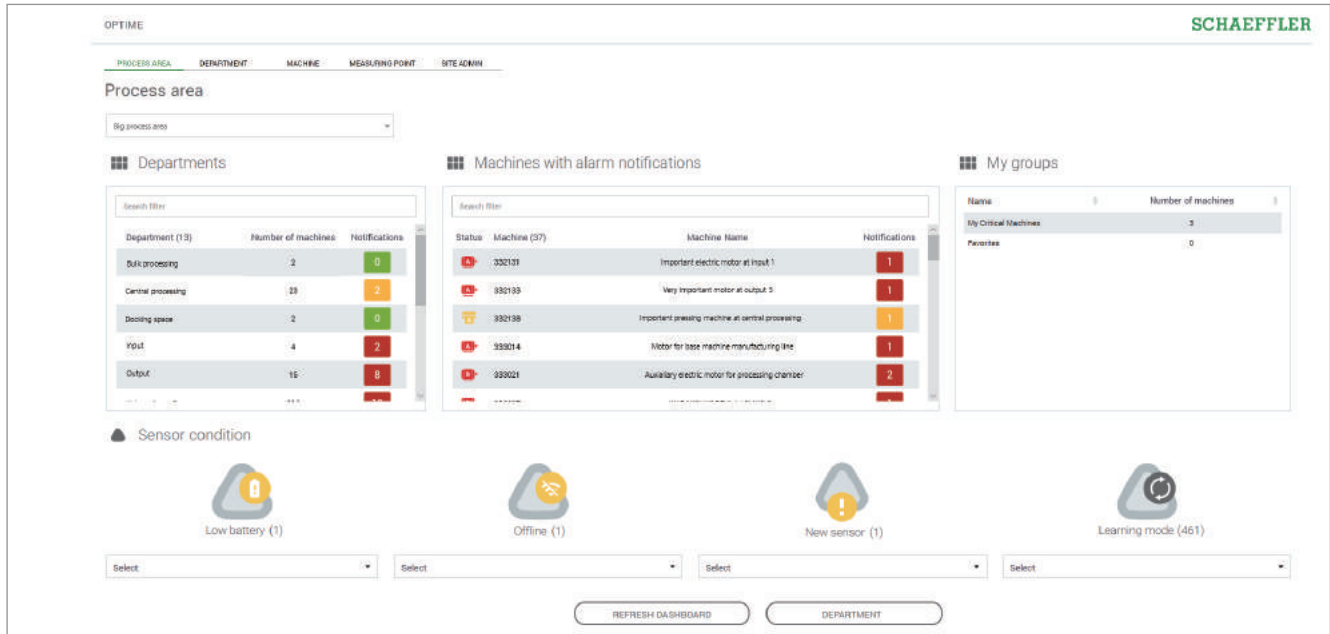 OPTIME
SCHAEFFLER
PROCESS AREA DEPARTMENT MACHINE MEASURING POINT SITE ADMIN
Process area
Big process area
Departments
Machines with alarm notifications
My groups
Search filter
Search filter
Name Number of machines
My Critical Machines 3
Favorites 0
Department (13) Number of machines Notifications
Bulk processing 2 0
Central processing 23 2
Docking space 2 0
Input 4 2
Output 15 8
Status Machine (37) Machine Name Notifications
332131 Important electric motor at input 1 1
332133 Very important motor at output 3 1
332138 Important pressing machine at central processing 1
333014 Motor for base machine manufacturing line 1
333021 Auxiliary electric motor for processing chamber 2
Sensor condition
Low battery (1)
Offline (1)
New sensor (1)
Learning mode (461)
Select
Select
Select
Select
REFRESH DASHBOARD
DEPARTMENT